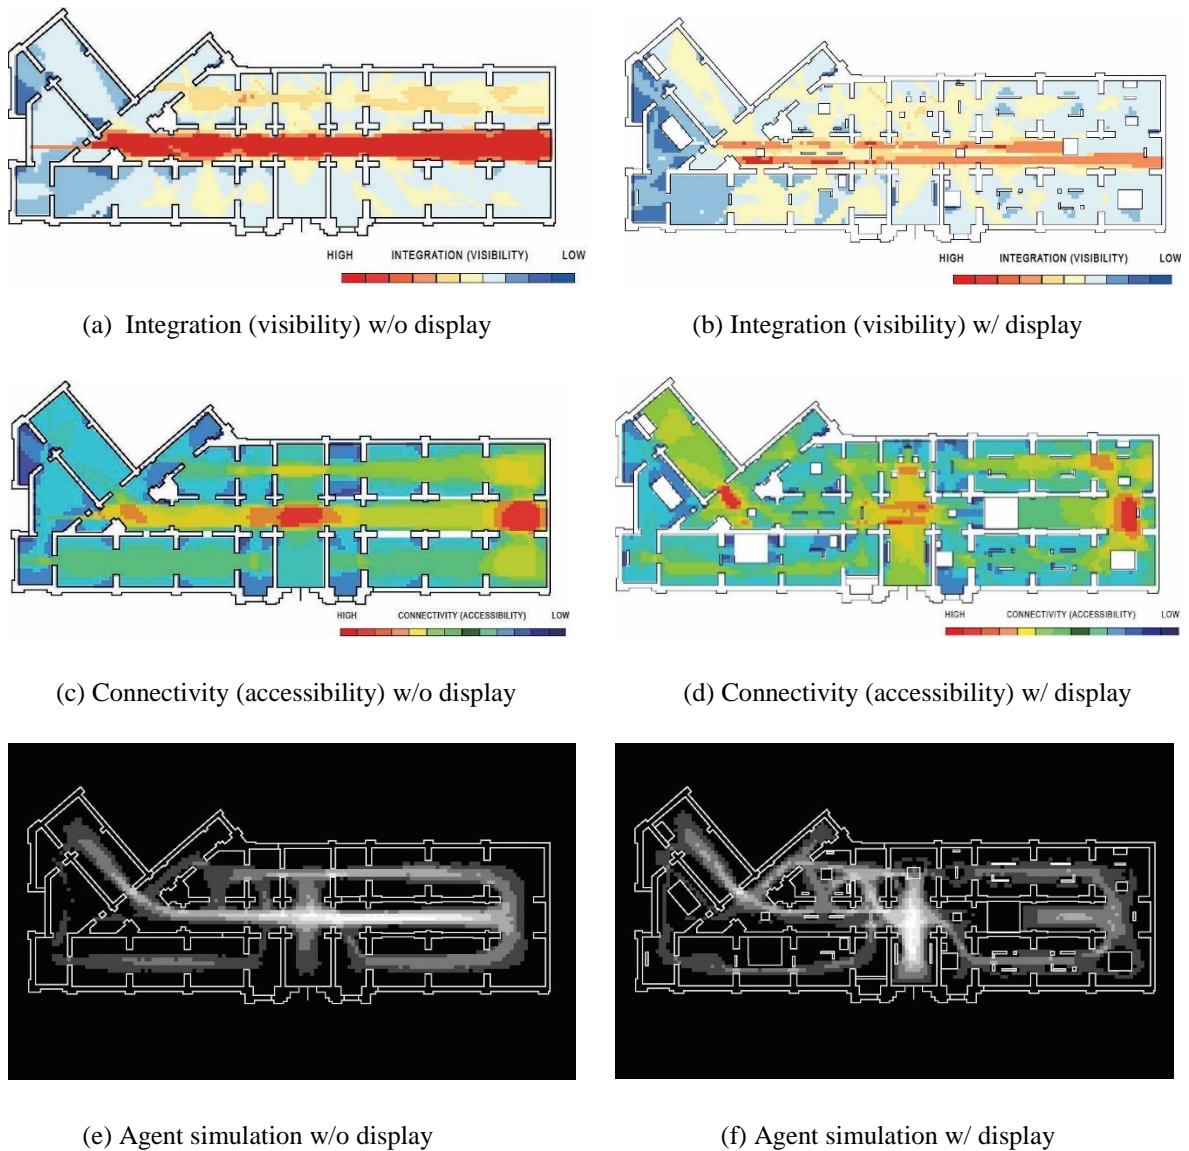 HIGH INTEGRATION (VISIBILITY) LOW
HIGH INTEGRATION (VISIBILITY) LOW
(a) Integration (visibility) w/o display
(b) Integration (visibility) w/ display
HIGH CONNECTIVITY (ACCESSIBILITY) LOW
HIGH CONNECTIVITY (ACCESSIBILITY) LOW
(c) Connectivity (accessibility) w/o display
(d) Connectivity (accessibility) w/ display
(e) Agent simulation w/o display
(f) Agent simulation w/ display